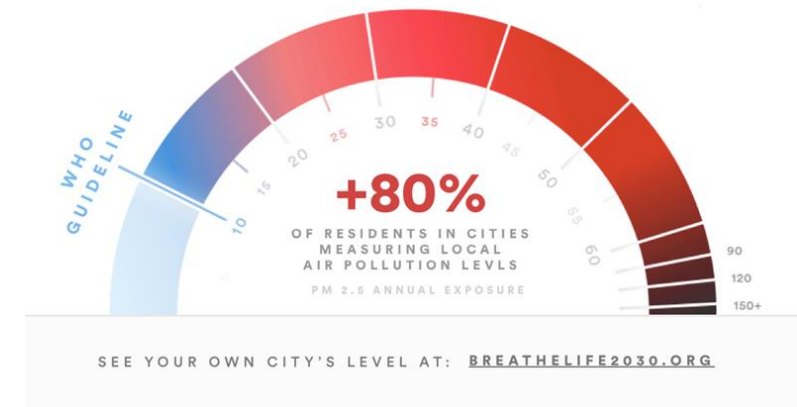 WHO
GUIDELINE
10
15
20
25
30
35
40
45
50
55
60
90
120
150+
+80%
OF RESIDENTS IN CITIES
MEASURING LOCAL
AIR POLLUTION LEVLS
PM 2.5 ANNUAL EXPOSURE
SEE YOUR OWN CITY'S LEVEL AT: BREATHELIFE2030.ORG